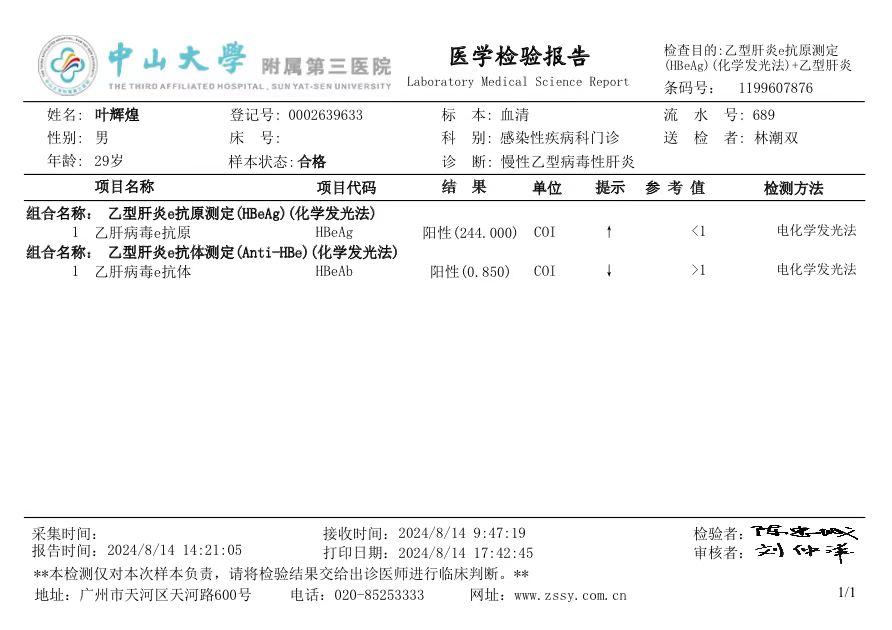 中山大学 附属第三医院
THE THIRD AFFILIATED HOSPITAL, SUN YAT-SEN UNIVERSITY
医学检验报告
Laboratory Medical Science Report
检查目的:乙型肝炎e抗原测定
(HBeAg)(化学发光法)+乙型肝炎
条码号: 1199607876
姓名: 叶辉煌 登记号: 0002639633 标 本: 血清 流 水 号: 689
性别: 男 床 号: 科 别: 感染性疾病科门诊 送 检 者: 林潮双
年龄: 29岁 样本状态: 合格 诊 断: 慢性乙型病毒性肝炎
项目名称 项目代码 结 果 单位 提示 参 考 值 检测方法
组合名称: 乙型肝炎e抗原测定(HBeAg)(化学发光法)
1 乙肝病毒e抗原 HBeAg 阳性(244.000) COI ↑ <1 电化学发光法
组合名称: 乙型肝炎e抗体测定(Anti-HBe)(化学发光法)
1 乙肝病毒e抗体 HBeAb 阳性(0.850) COI ↓ >1 电化学发光法
采集时间: 接收时间: 2024/8/14 9:47:19 检验者:
报告时间: 2024/8/14 14:21:05 打印日期: 2024/8/14 17:42:45 审核者: 刘仲洋
**本检测仅对本次样本负责，请将检验结果交给出诊医师进行临床判断。**
地址: 广州市天河区天河路600号 电话: 020-85253333 网址: www.zssy.com.cn 1/1